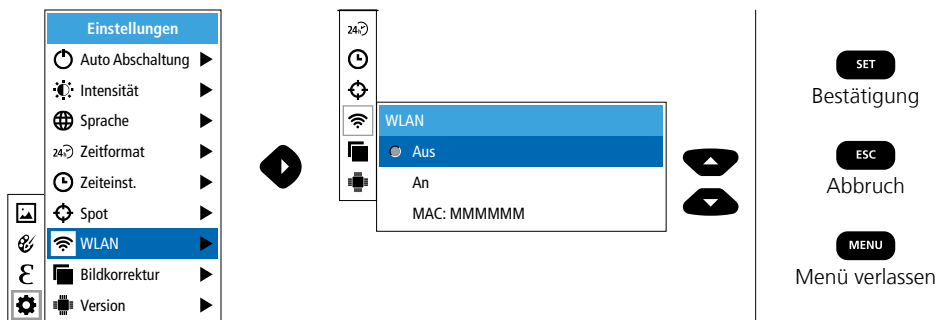 Einstellungen
Auto Abschaltung
Intensität
Sprache
24h Zeitformat
Zeiteinst.
Spot
WLAN
Bildkorrektur
Version
ε
24h
WLAN
Aus
An
MAC: MMMMMM
SET
Bestätigung
ESC
Abbruch
MENU
Menü verlassen